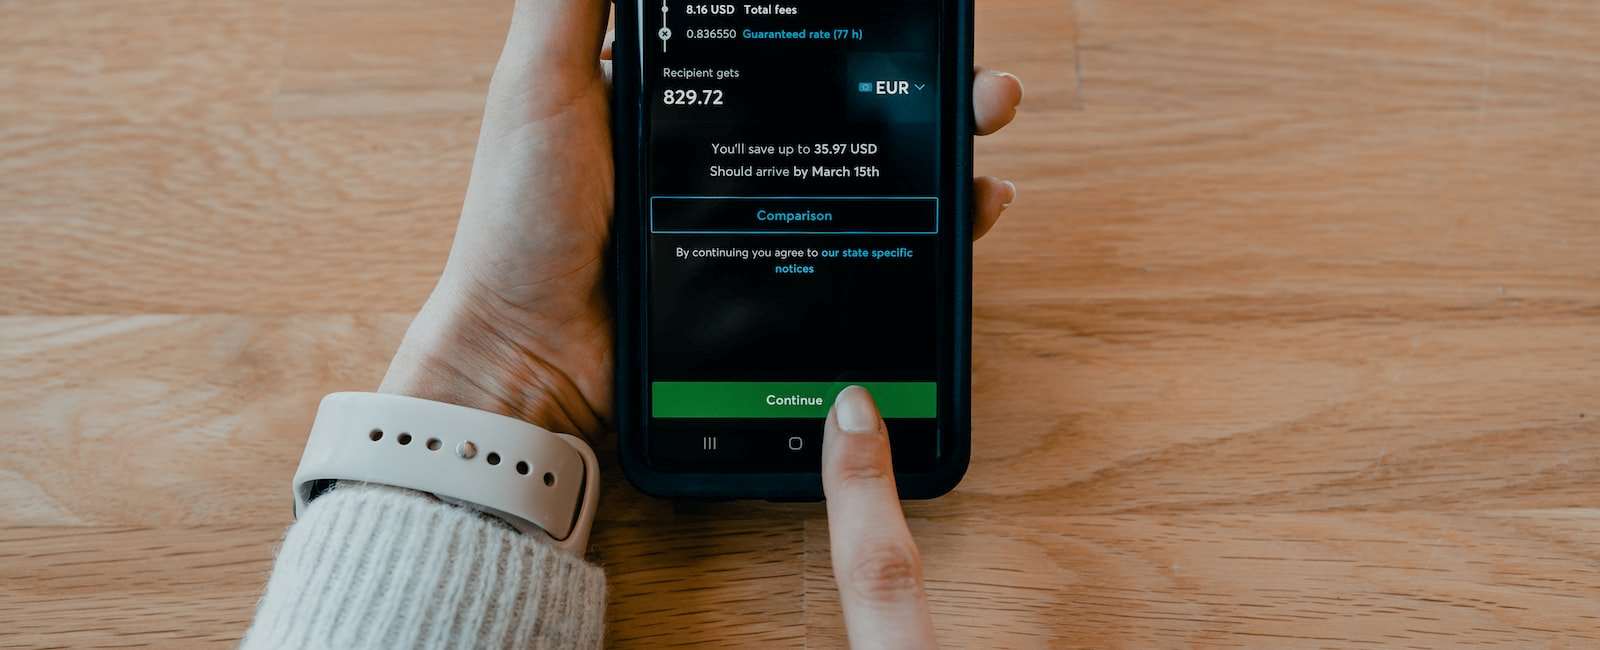 8.16 USD Total fees
0.836550 Guaranteed rate (77 h)
Recipient gets
829.72
EUR
You'll save up to 35.97 USD
Should arrive by March 15th
Comparison
By continuing you agree to our state specific
notices
Continue